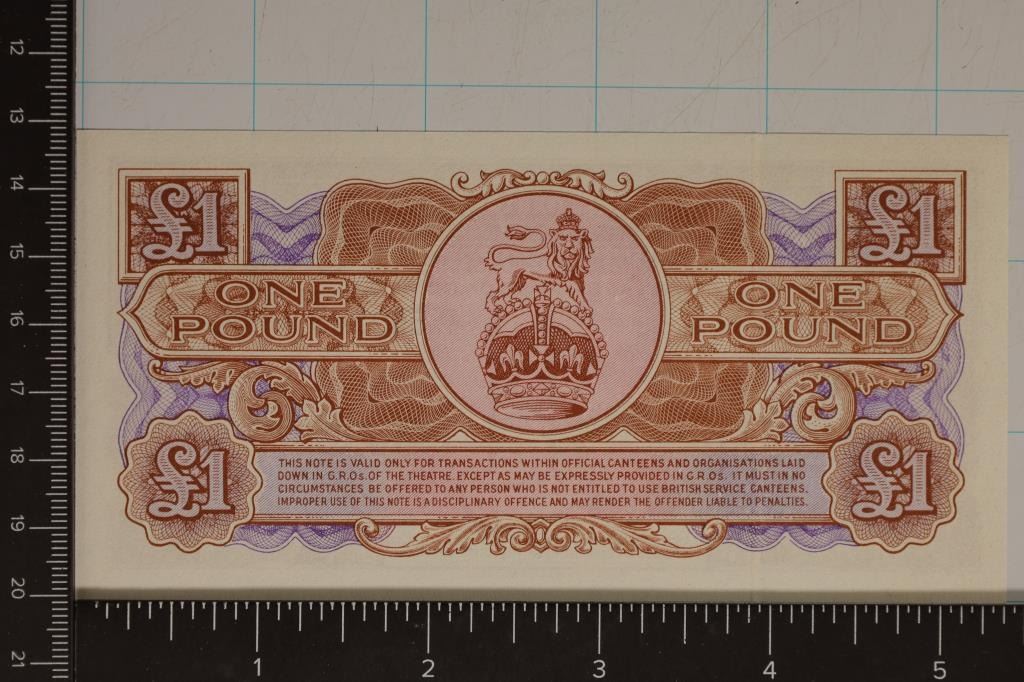 12
13
14
15
16
17
18
19
20
21
£1
£1
ONE
POUND
ONE
POUND
THIS NOTE IS VALID ONLY FOR TRANSACTIONS WITHIN OFFICIAL CANTEENS AND ORGANISATIONS LAID
DOWN IN G.R.Os. OF THE THEATRE. EXCEPT AS MAY BE EXPRESSLY PROVIDED IN G.R.Os. IT MUST IN NO
CIRCUMSTANCES BE OFFERED TO ANY PERSON WHO IS NOT ENTITLED TO USE BRITISH SERVICE CANTEENS.
IMPROPER USE OF THIS NOTE IS A DISCIPLINARY OFFENCE AND MAY RENDER THE OFFENDER LIABLE TO PENALTIES.
£1
£1
1 2 3 4 5